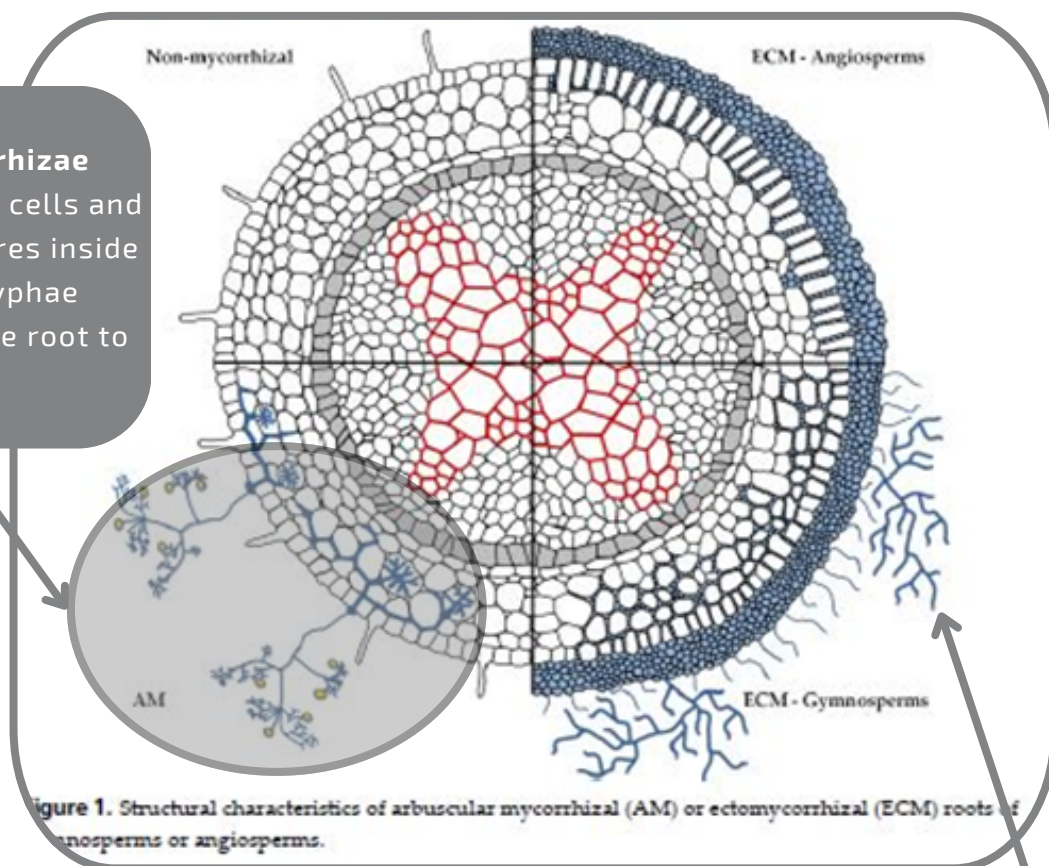 Non-mycorrhizal
ECM - Angiosperms
rhizae
cells and
res inside
yphae
e root to
AM
ECM - Gymnosperms
igure 1. Structural characteristics of arbuscular mycorrhizal (AM) or ectomycorrhizal (ECM) roots of
nnosperms or angiosperms.